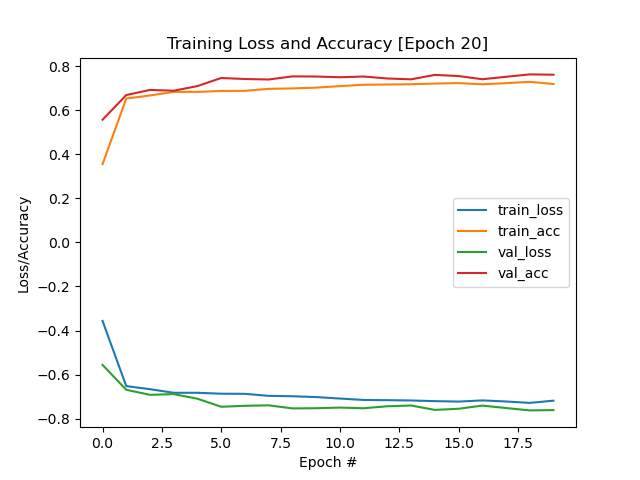 Training Loss and Accuracy [Epoch 20]
0.8
0.6
0.4
0.2
0.0
−0.2
−0.4
−0.6
−0.8
Loss/Accuracy
train_loss
train_acc
val_loss
val_acc
0.0 2.5 5.0 7.5 10.0 12.5 15.0 17.5
Epoch #